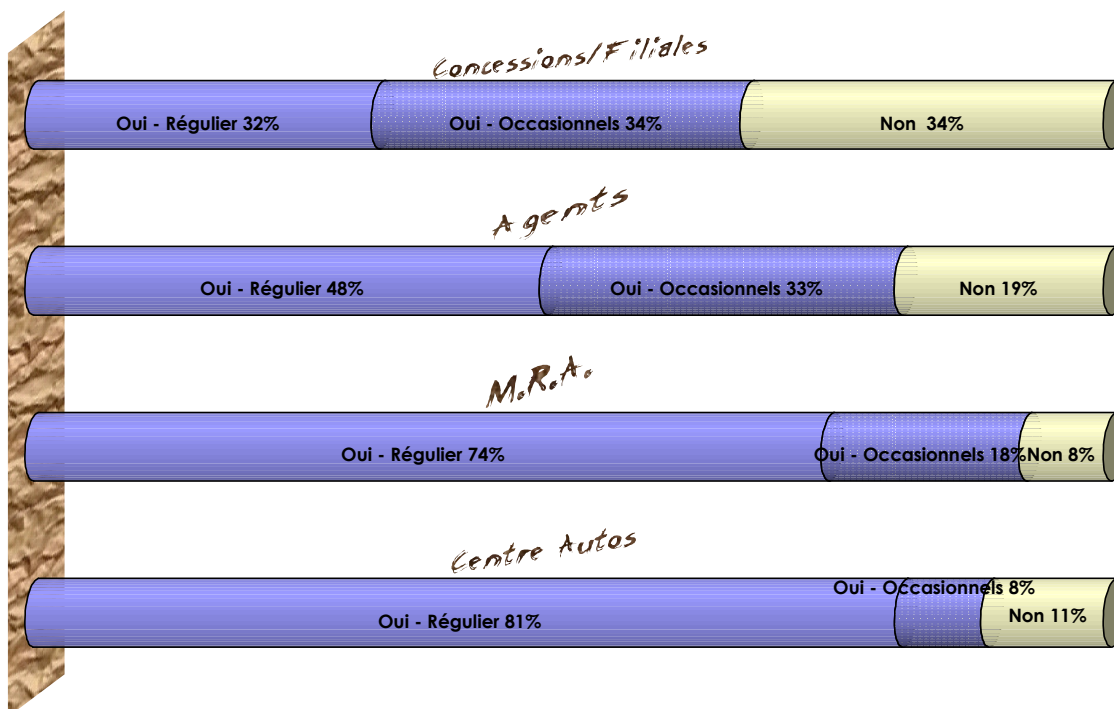 Concessions/Filiales
Oui - Régulier 32% Oui - Occasionnels 34% Non 34%
Agents
Oui - Régulier 48% Oui - Occasionnels 33% Non 19%
M.R.A.
Oui - Régulier 74% Oui - Occasionnels 18% Non 8%
Centre Autos
Oui - Occasionnels 8%
Oui - Régulier 81% Non 11%